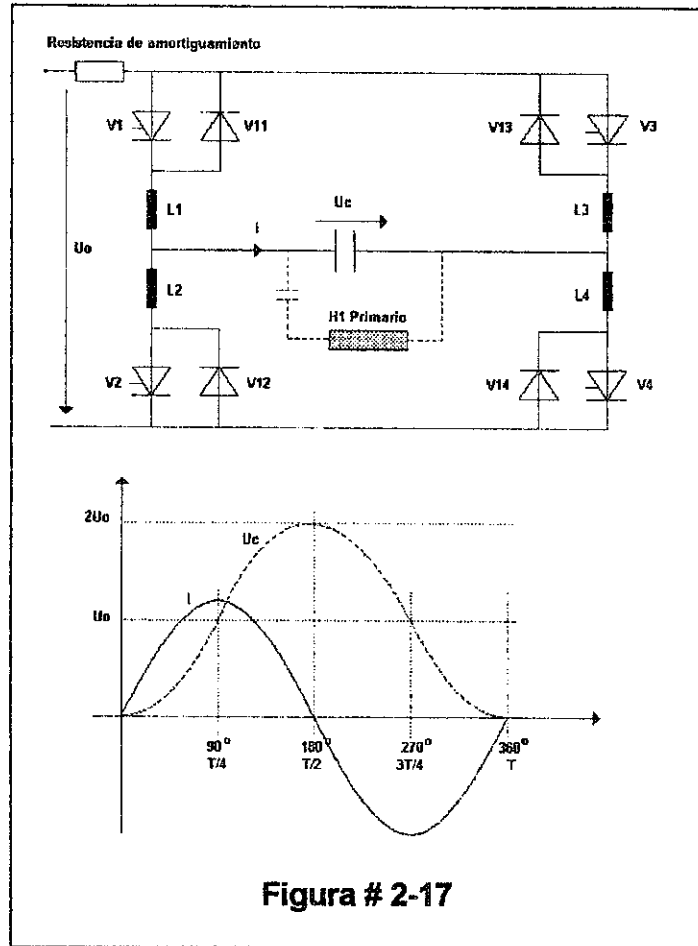 Resistencia de amortiguamiento
V1
V11
V13
V3
L1
Uc
L3
Uo
I
L2
L4
H1 Primario
V2
V12
V14
V4
2Uo
Uc
I
Uo
90° 180° 270° 360°
T/4 T/2 3T/4 T
Figura # 2-17